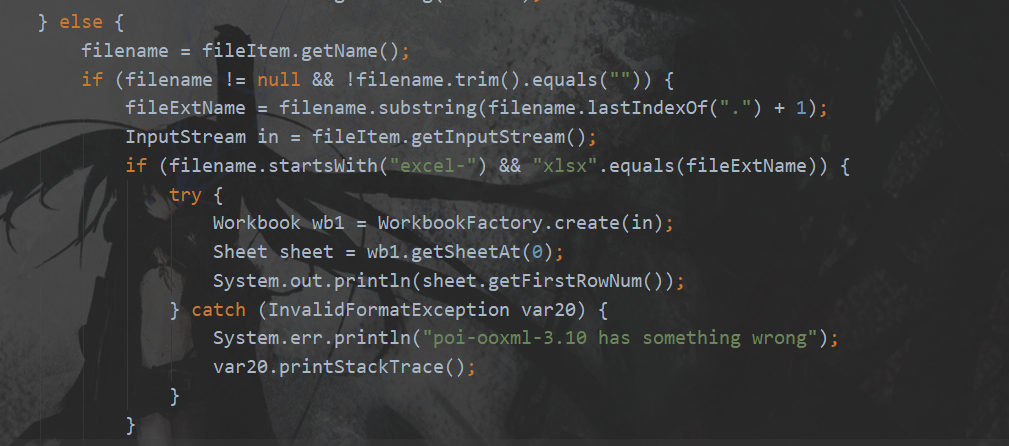 } else {
filename = fileItem.getName();
if (filename != null && !filename.trim().equals("")) {
fileExtName = filename.substring(filename.lastIndexOf(".") + 1);
InputStream in = fileItem.getInputStream();
if (filename.startsWith("excel-") && "xlsx".equals(fileExtName)) {
try {
Workbook wb1 = WorkbookFactory.create(in);
Sheet sheet = wb1.getSheetAt(0);
System.out.println(sheet.getFirstRowNum());
} catch (InvalidFormatException var20) {
System.err.println("poi-ooxml-3.10 has something wrong");
var20.printStackTrace();
}
}